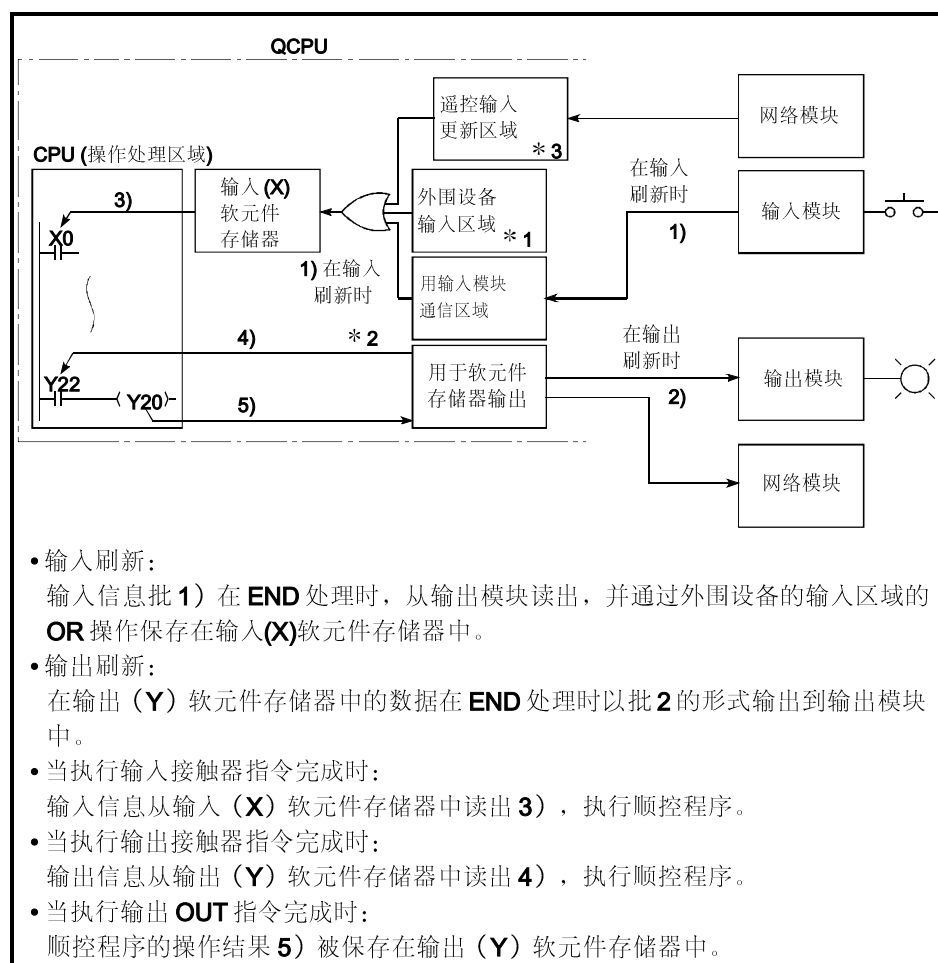 QCPU
遥控输入
更新区域
＊3
网络模块
CPU (操作处理区域)
3)
输入(X)
软元件
存储器
外围设备
输入区域
＊1
在输入
刷新时
1)
输入模块
X0
1) 在输入
刷新时
用输入模块
通信区域
4)
＊2
在输出
刷新时
Y22
Y20
5)
用于软元件
存储器输出
2)
输出模块
网络模块
•输入刷新：
输入信息批1）在 END 处理时，从输出模块读出，并通过外围设备的输入区域的
OR 操作保存在输入(X)软元件存储器中。
•输出刷新：
在输出（Y）软元件存储器中的数据在 END 处理时以批 2 的形式输出到输出模块
中。
•当执行输入接触器指令完成时：
输入信息从输入（X）软元件存储器中读出 3），执行顺控程序。
•当执行输出接触器指令完成时：
输出信息从输出（Y）软元件存储器中读出 4），执行顺控程序。
•当执行输出 OUT 指令完成时：
顺控程序的操作结果 5）被保存在输出（Y）软元件存储器中。